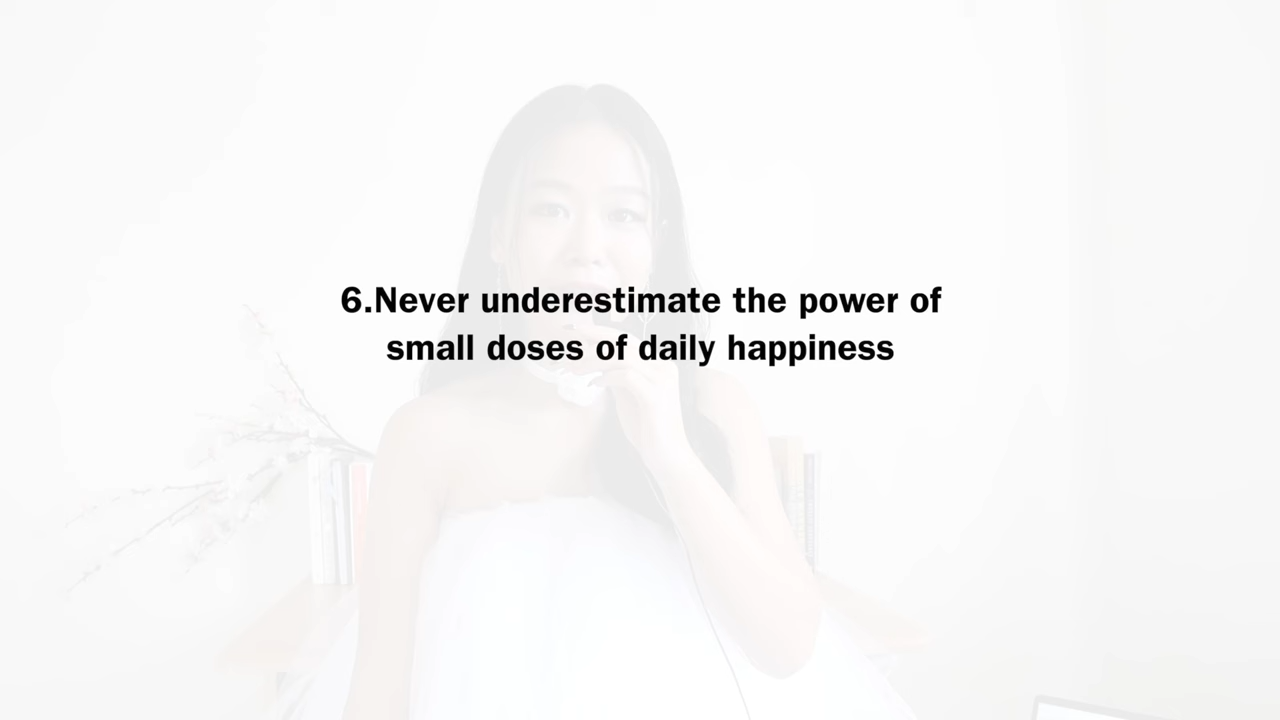 6.Never underestimate the power of
small doses of daily happiness